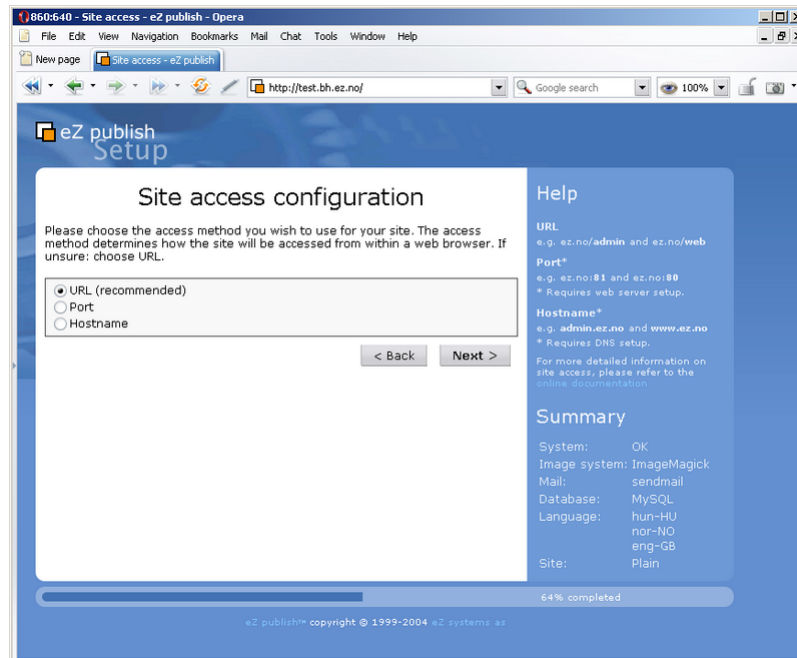 860:640 - Site access - eZ publish - Opera
File Edit View Navigation Bookmarks Mail Chat Tools Window Help
New page
Site access - eZ publish
http://test.bh.ez.no/
Google search
100%
eZ publish
Setup
Site access configuration
Please choose the access method you wish to use for your site. The access
method determines how the site will be accessed from within a web browser. If
unsure: choose URL.
URL (recommended)
Port
Hostname
< Back
Next >
Help
URL
e.g. ez.no/admin and ez.no/web
Port*
e.g. ez.no:81 and ez.no:80
* Requires web server setup.
Hostname*
e.g. admin.ez.no and www.ez.no
* Requires DNS setup.
For more detailed information on
site access, please refer to the
online documentation
Summary
System: OK
Image system: ImageMagick
Mail: sendmail
Database: MySQL
Language: hun-HU
nor-NO
eng-GB
Site: Plain
64% completed
eZ publish™ copyright © 1999-2004 eZ systems as